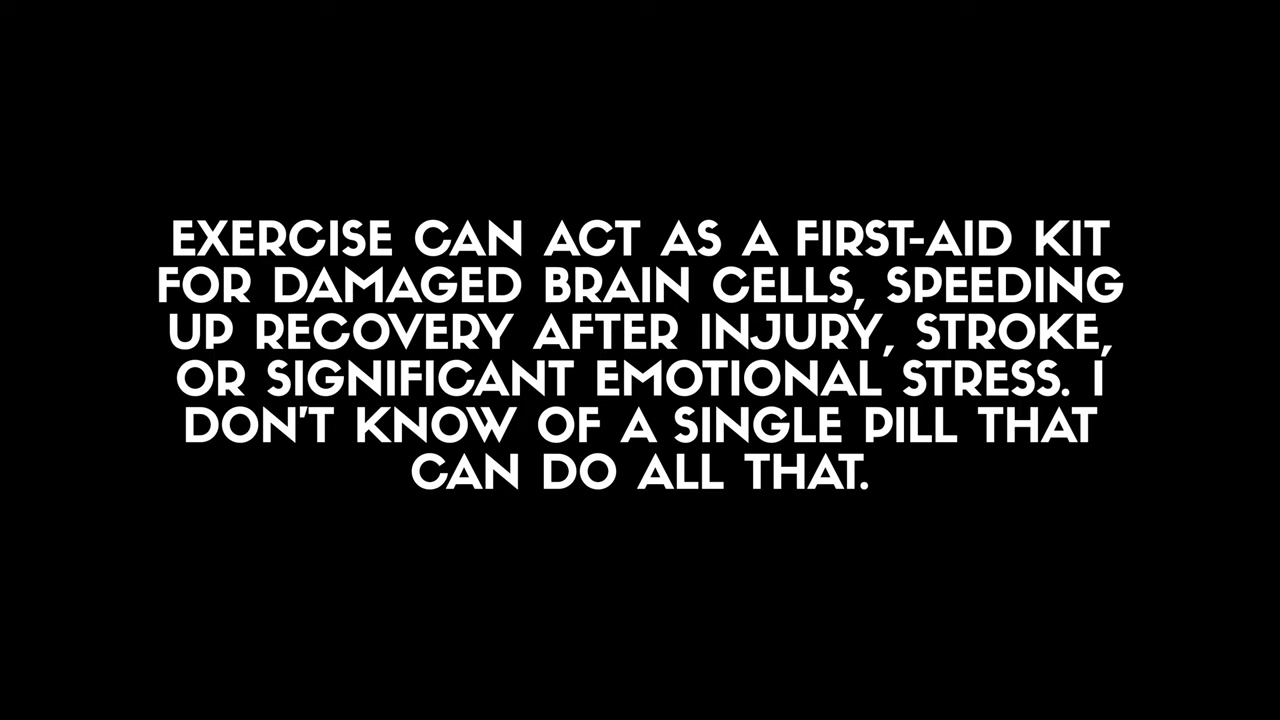 EXERCISE CAN ACT AS A FIRST-AID KIT
FOR DAMAGED BRAIN CELLS, SPEEDING
UP RECOVERY AFTER INJURY, STROKE,
OR SIGNIFICANT EMOTIONAL STRESS. I
DON'T KNOW OF A SINGLE PILL THAT
CAN DO ALL THAT.